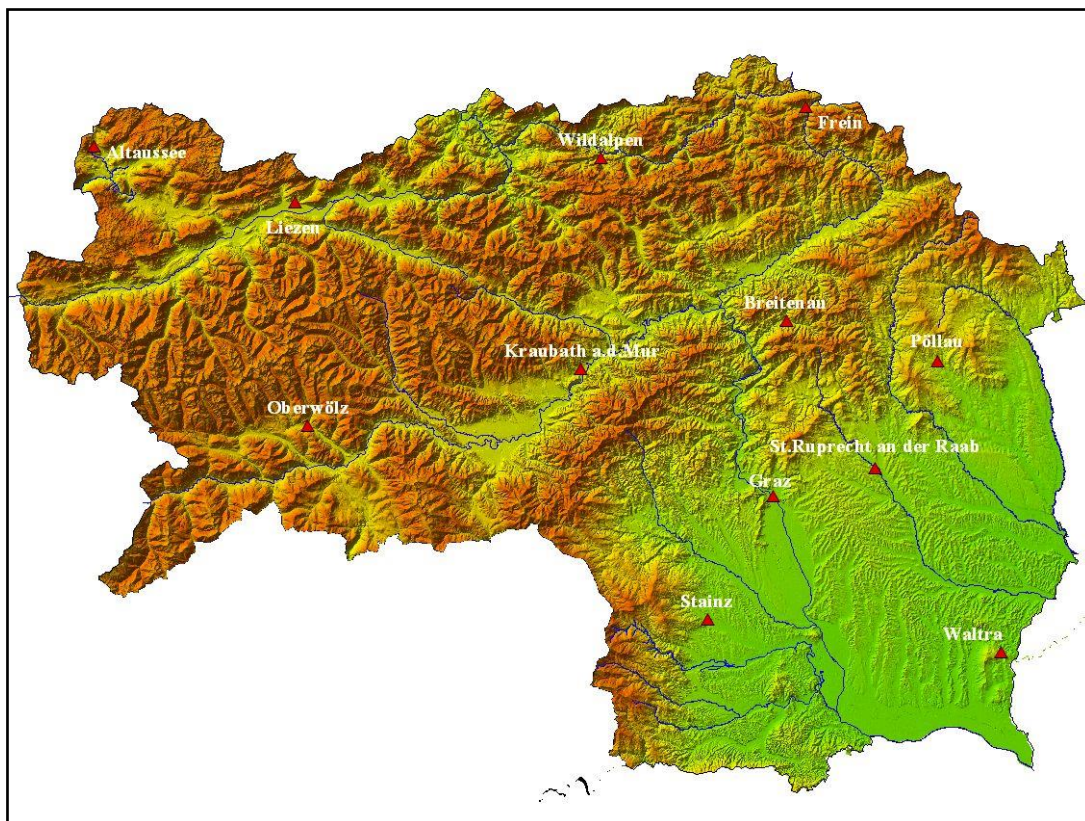 Frein
Wildalpen
Altaussee
Liezen
Breitenau
Kraubath a.d.Mur
Pöllau
Oberwölz
St.Ruprecht an der Raab
Graz
Stainz
Waltra